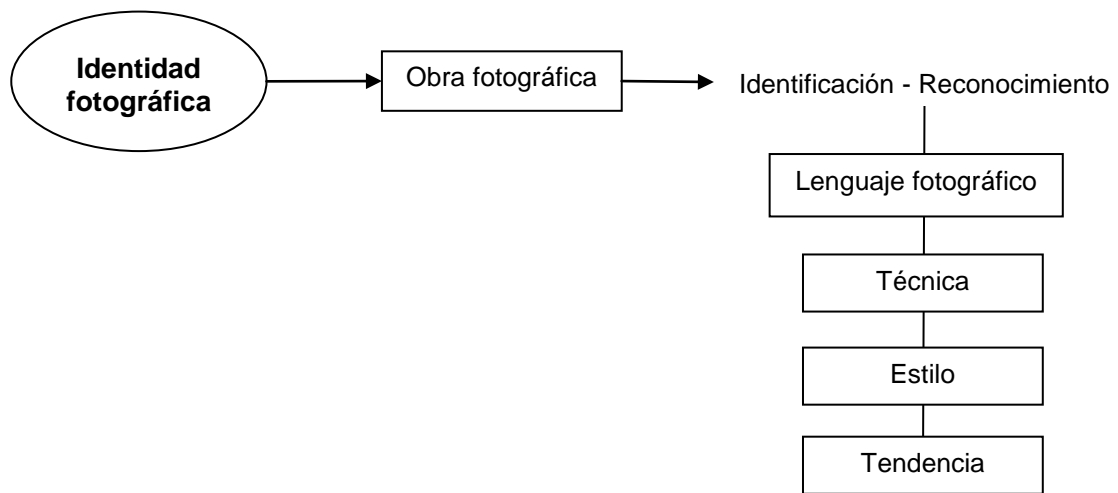 Identidad
fotográfica
Obra fotográfica
Identificación - Reconocimiento
Lenguaje fotográfico
Técnica
Estilo
Tendencia